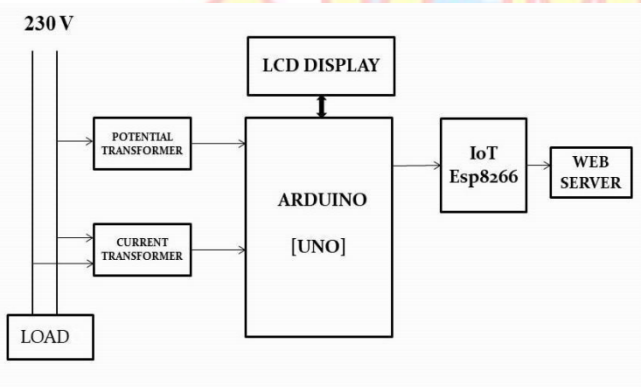 230 V
LCD DISPLAY
POTENTIAL
TRANSFORMER
ARDUINO
[UNO]
IoT
Esp8266
WEB
SERVER
CURRENT
TRANSFORMER
LOAD